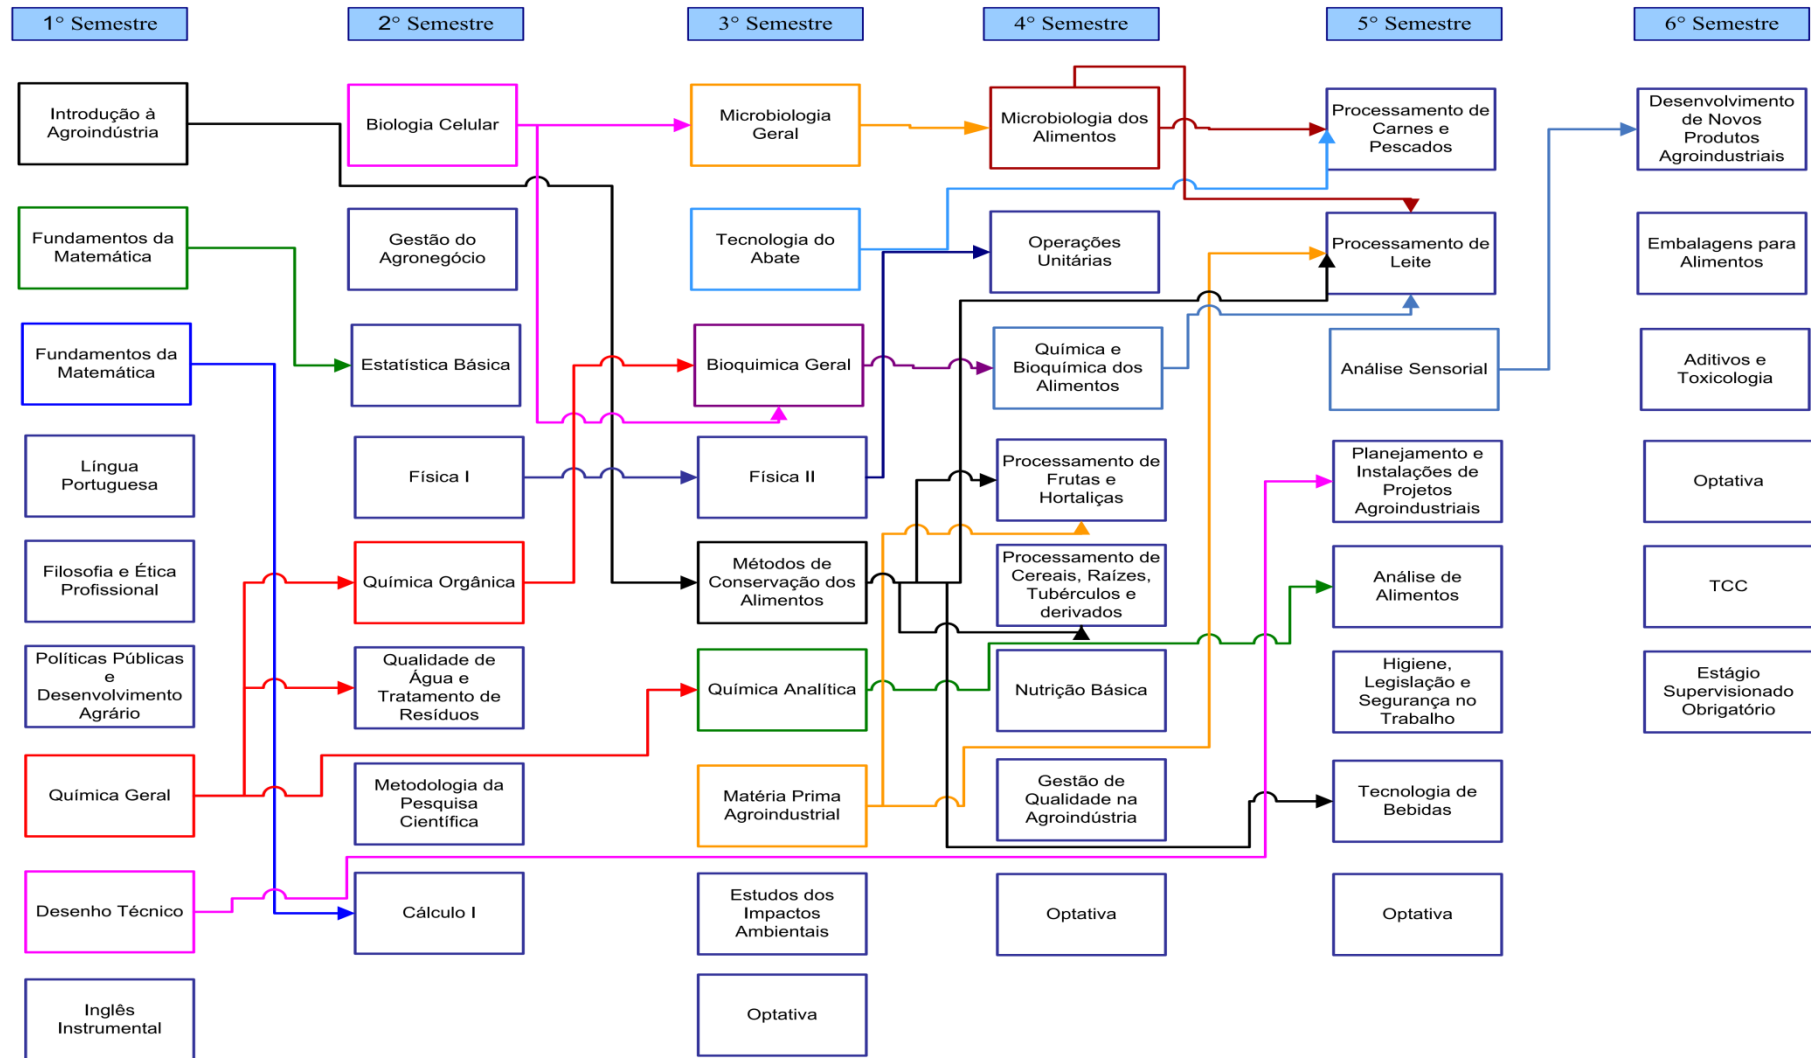 1° Semestre
2° Semestre
3° Semestre
4° Semestre
5° Semestre
6° Semestre
Introdução à
Agroindústria
Fundamentos da
Matemática
Fundamentos da
Matemática
Língua
Portuguesa
Filosofia e Ética
Profissional
Políticas Públicas
e
Desenvolvimento
Agrário
Química Geral
Desenho Técnico
Inglês
Instrumental
Biologia Celular
Gestão do
Agronegócio
Estatística Básica
Física I
Química Orgânica
Qualidade de
Água e
Tratamento de
Resíduos
Metodologia da
Pesquisa
Científica
Cálculo I
Microbiologia
Geral
Tecnologia do
Abate
Bioquimica Geral
Física II
Métodos de
Conservação dos
Alimentos
Química Analítica
Matéria Prima
Agroindustrial
Estudos dos
Impactos
Ambientais
Optativa
Microbiologia dos
Alimentos
Operações
Unitárias
Química e
Bioquímica dos
Alimentos
Processamento de
Frutas e
Hortaliças
Processamento de
Cereais, Raízes,
Tubérculos e
derivados
Nutrição Básica
Gestão de
Qualidade na
Agroindústria
Optativa
Processamento de
Carnes e
Pescados
Processamento de
Leite
Análise Sensorial
Planejamento e
Instalações de
Projetos
Agroindustriais
Análise de
Alimentos
Higiene,
Legislação e
Segurança no
Trabalho
Tecnologia de
Bebidas
Optativa
Desenvolvimento
de Novos
Produtos
Agroindustriais
Embalagens para
Alimentos
Aditivos e
Toxicologia
Optativa
TCC
Estágio
Supervisionado
Obrigatório